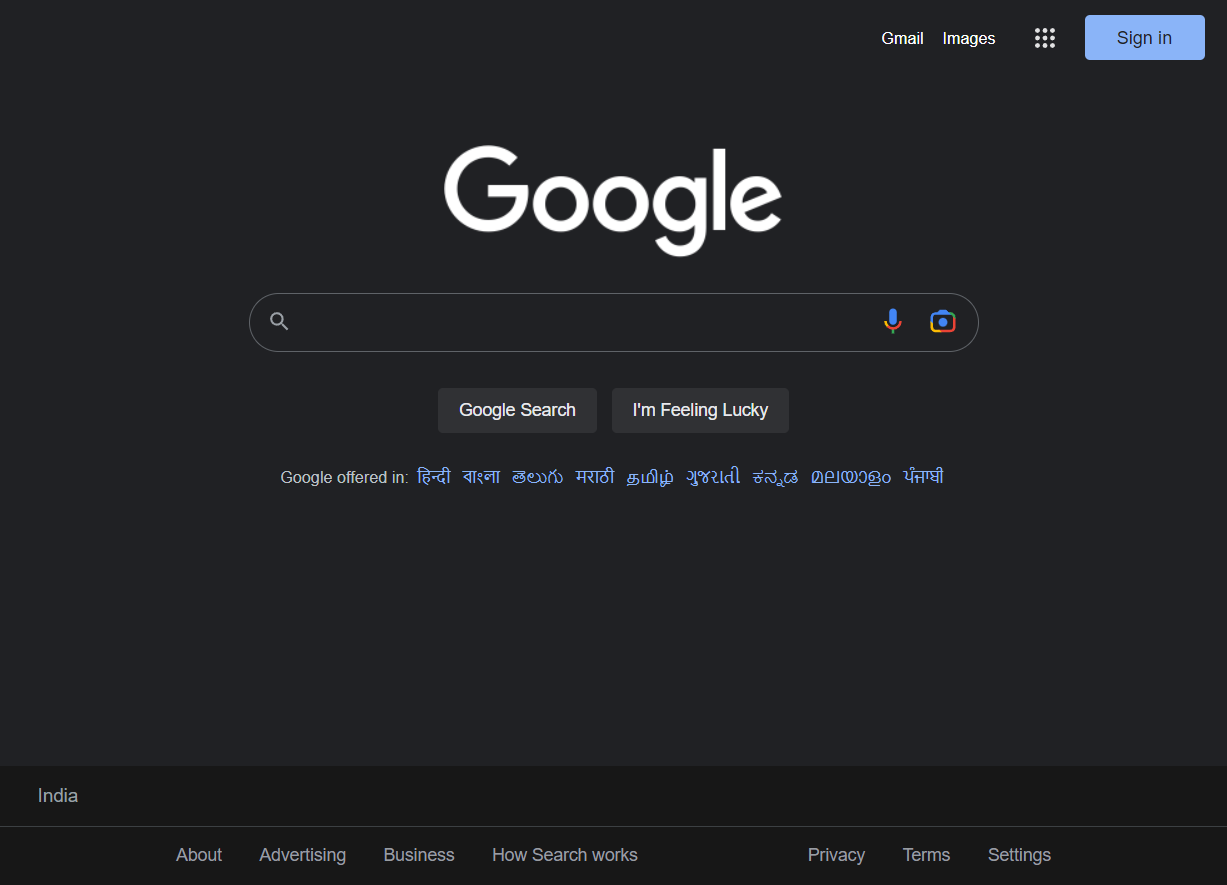 Gmail Images Sign in
Google
Google Search I'm Feeling Lucky
Google offered in: हिन्दी বাংলা తెలుగు मराठी தமிழ் ગુજરાતી ಕನ್ನಡ മലയാളം ਪੰਜਾਬੀ
India
About Advertising Business How Search works Privacy Terms Settings